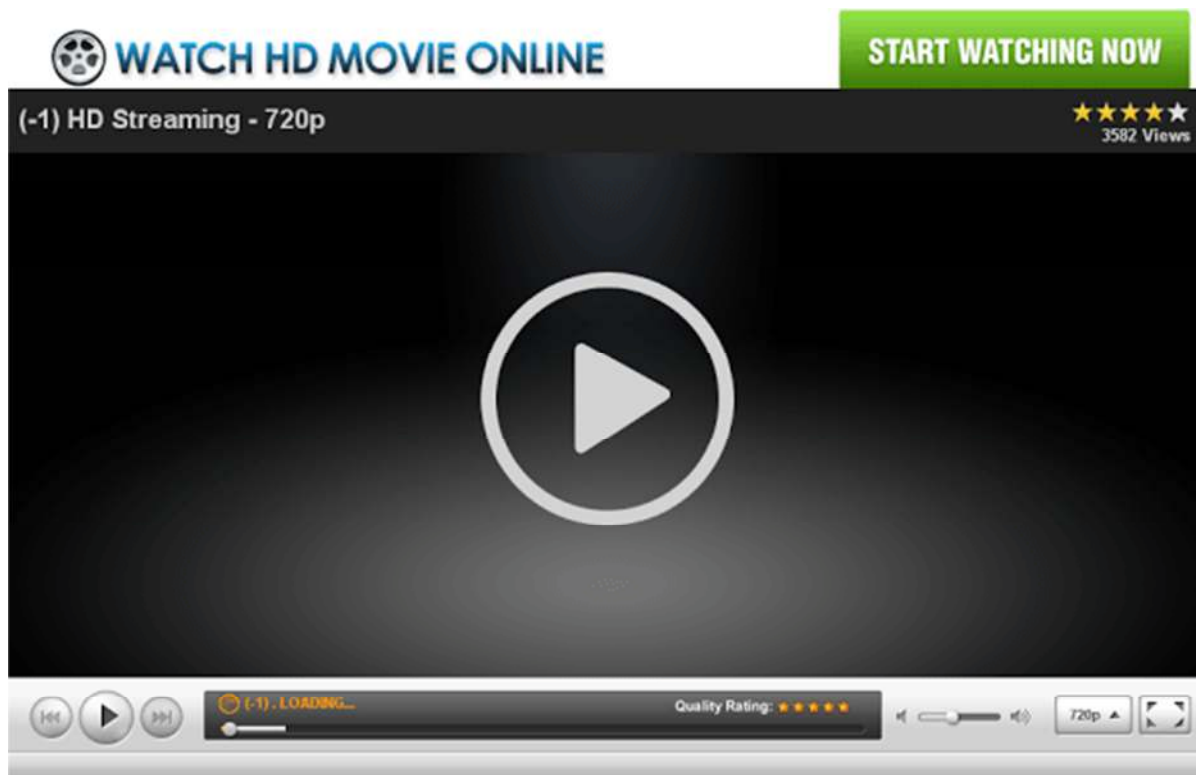 WATCH HD MOVIE ONLINE
START WATCHING NOW
(-1) HD Streaming - 720p
3582 Views
(-1) . LOADING...
Quality Rating:
720p